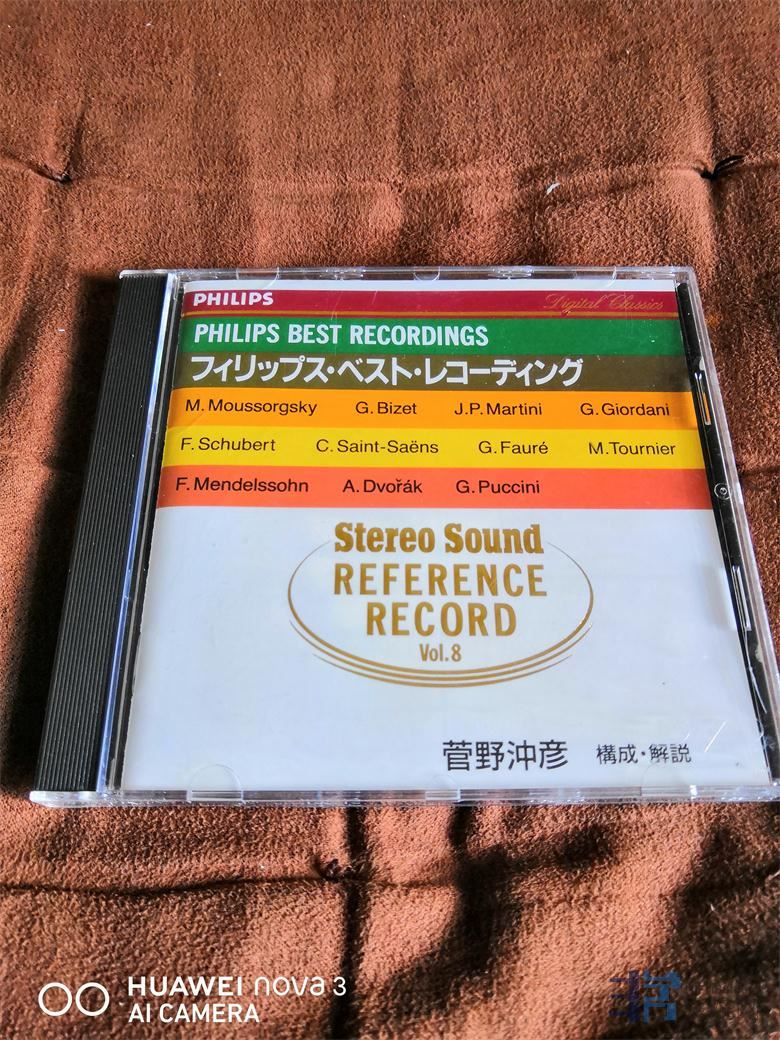 PHILIPS Digital Classics
PHILIPS BEST RECORDINGS
フィリップス・ベスト・レコーディング
M. Moussorgsky G. Bizet J.P. Martini G. Giordani
F. Schubert C. Saint-Saëns G. Fauré M. Tournier
F. Mendelssohn A. Dvořák G. Puccini
Stereo Sound
REFERENCE
RECORD
Vol. 8
菅野沖彦 構成・解説
HUAWEI nova 3
AI CAMERA